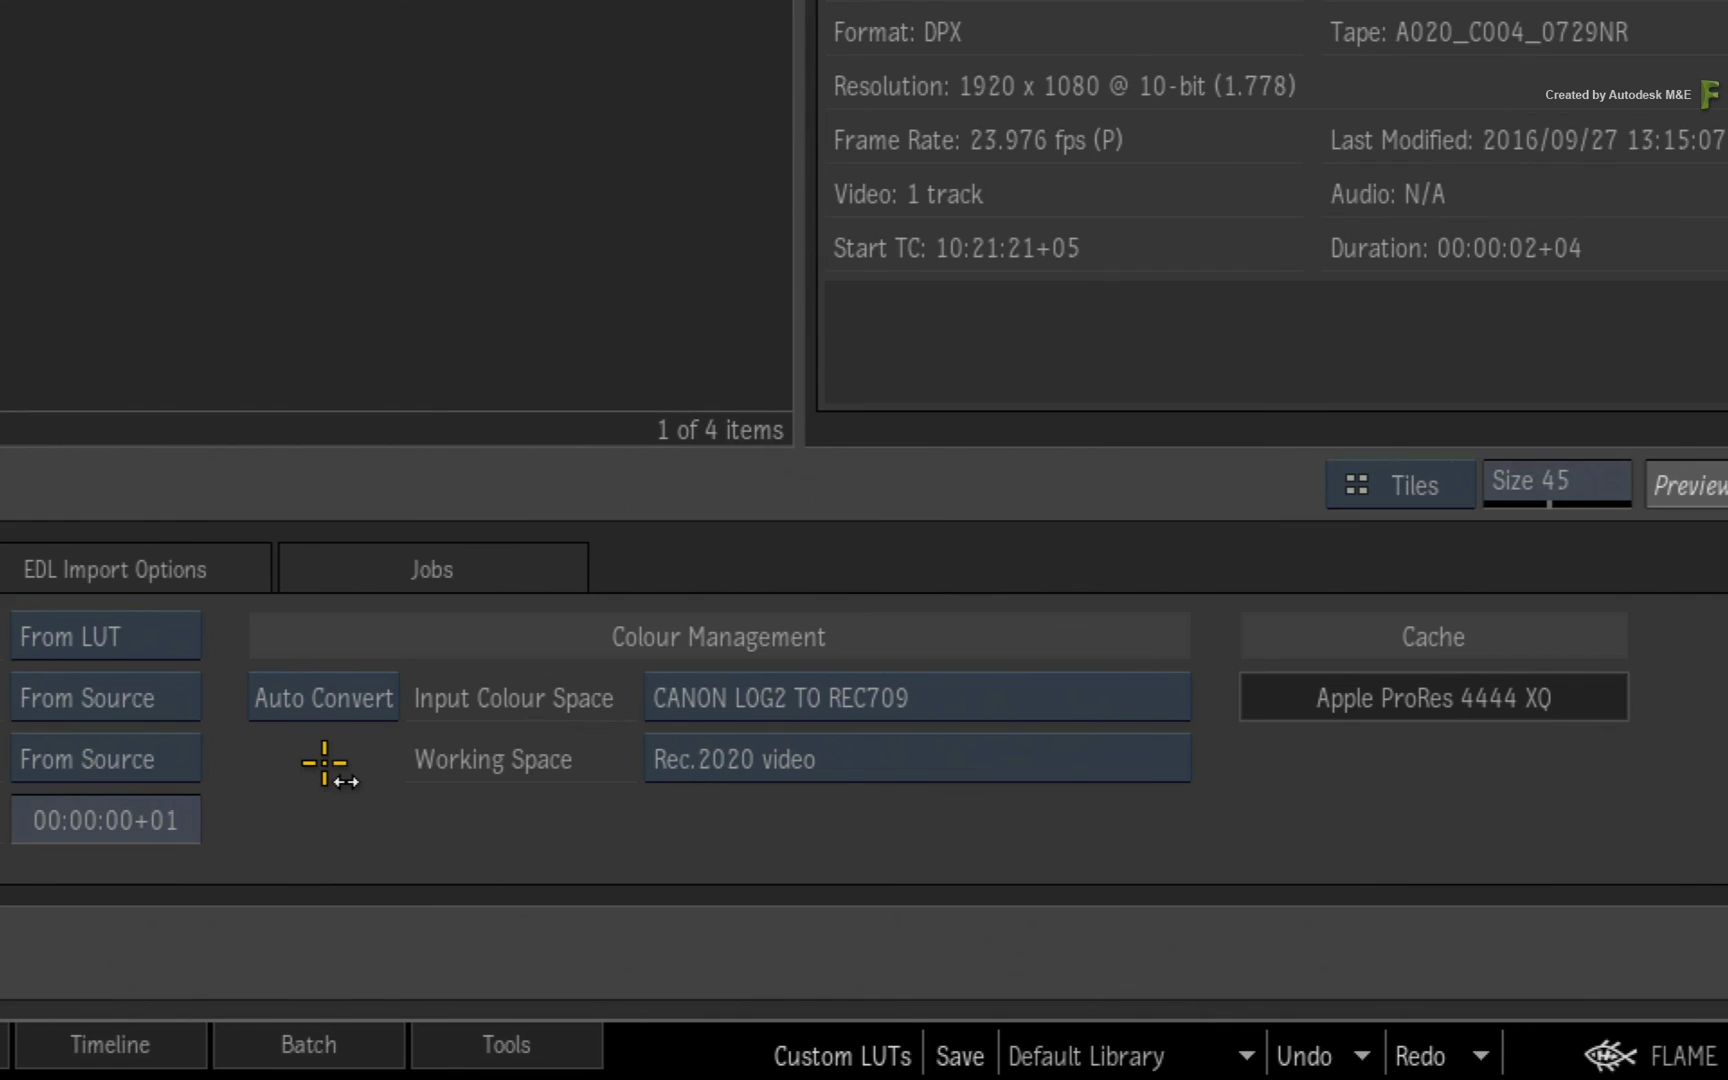 Format: DPX
Tape: A020_C004_0729NR
Resolution: 1920 x 1080 @ 10-bit (1.778)
Created by Autodesk M&E
Frame Rate: 23.976 fps (P)
Last Modified: 2016/09/27 13:15:07
Video: 1 track
Audio: N/A
Start TC: 10:21:21+05
Duration: 00:00:02+04
1 of 4 items
Tiles
Size 45
Preview
EDL Import Options
Jobs
From LUT
Colour Management
Cache
From Source
Auto Convert
Input Colour Space
CANON LOG2 TO REC709
Apple ProRes 4444 XQ
From Source
Working Space
Rec.2020 video
00:00:00+01
Timeline
Batch
Tools
Custom LUTs
Save
Default Library
Undo
Redo
FLAME